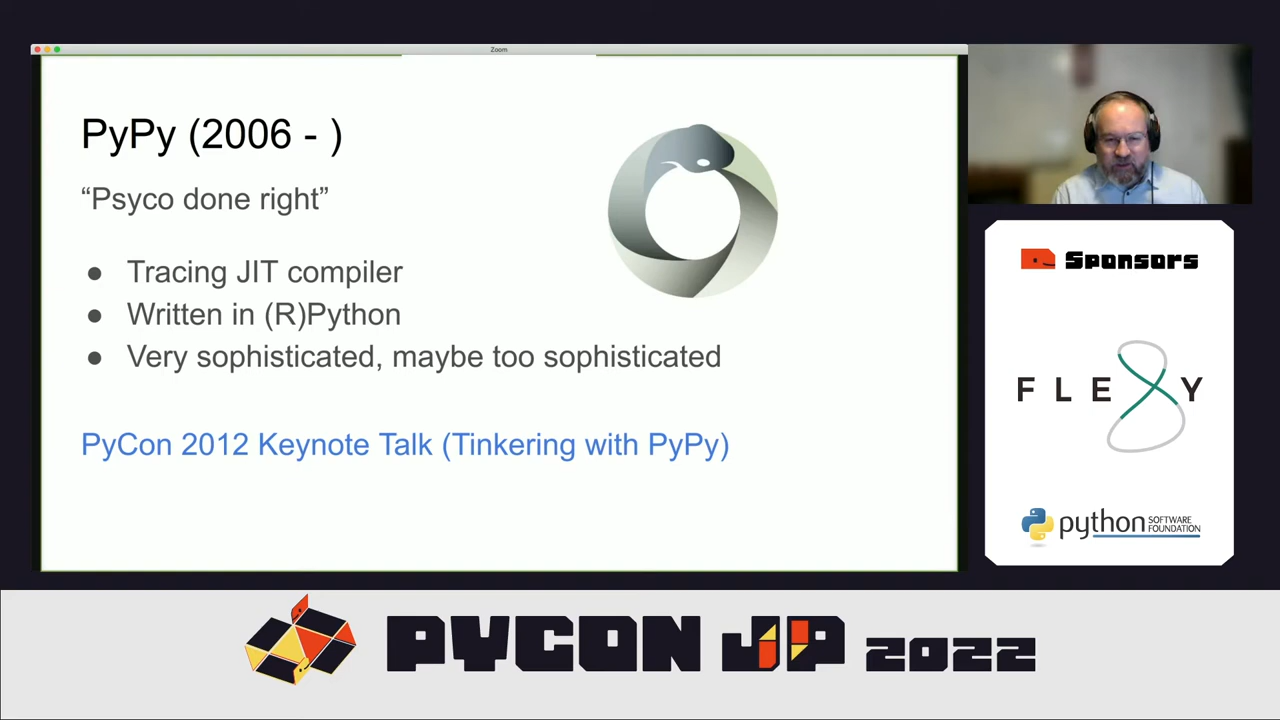 Zoom
PyPy (2006 - )
“Psyco done right”
● Tracing JIT compiler
● Written in (R)Python
● Very sophisticated, maybe too sophisticated
PyCon 2012 Keynote Talk (Tinkering with PyPy)
Sponsors
FLEXY
python SOFTWARE FOUNDATION
PYCON JP 2022